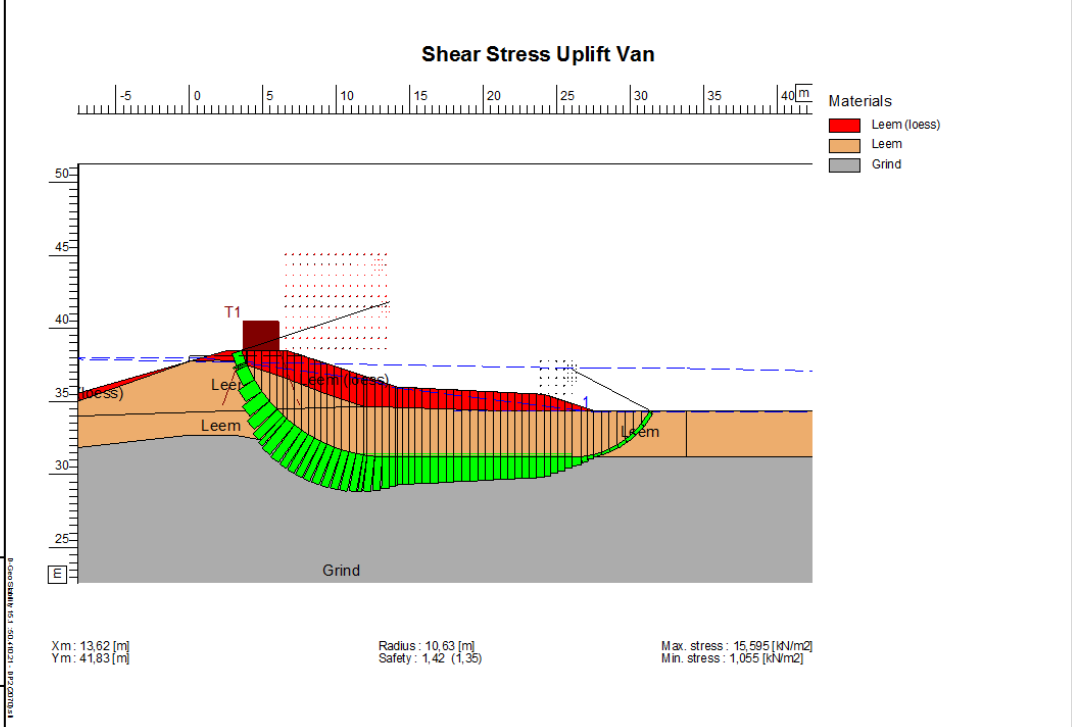 Shear Stress Uplift Van
-5 0 5 10 15 20 25 30 35 40 m
Materials
Leem (loess)
Leem
Grind
50
45
40
T1
35
Leem
Leem (loess)
loess)
1
Leem
Leem
30
25
m
Grind
Xm : 13,62 [m]
Radius : 10,63 [m]
Max. stress : 15,595 [kN/m2]
Ym : 41,83 [m]
Safety : 1,42 (1,35)
Min. stress : 1,055 [kN/m2]